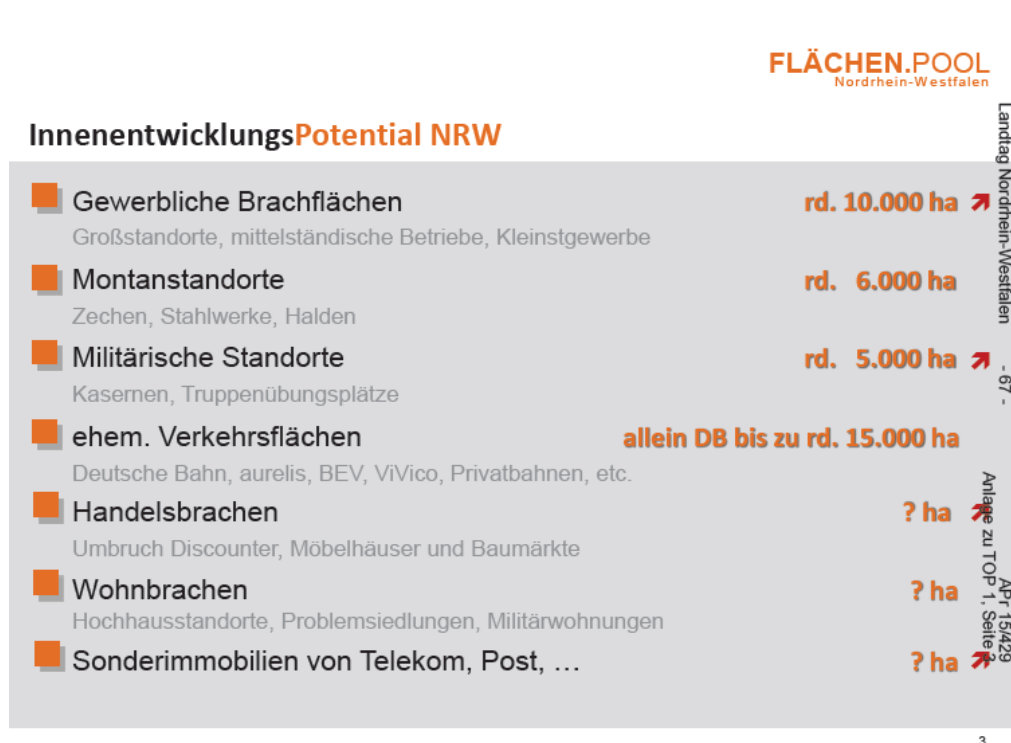 FLÄCHEN.POOL
Nordrhein-Westfalen
InnenentwicklungsPotential NRW
Gewerbliche Brachflächen rd. 10.000 ha
Großstandorte, mittelständische Betriebe, Kleinstgewerbe
Montanstandorte rd. 6.000 ha
Zechen, Stahlwerke, Halden
Militärische Standorte rd. 5.000 ha
Kasernen, Truppenübungsplätze
ehem. Verkehrsflächen allein DB bis zu rd. 15.000 ha
Deutsche Bahn, aurelis, BEV, ViVico, Privatbahnen, etc.
Handelsbrachen ? ha
Umbruch Discounter, Möbelhäuser und Baumärkte
Wohnbrachen ? ha
Hochhausstandorte, Problemsiedlungen, Militärwohnungen
Sonderimmobilien von Telekom, Post, … ? ha
3
Landtag Nordrhein-Westfalen - 67 - APr 15/429
Anlage zu TOP 1, Seite 3